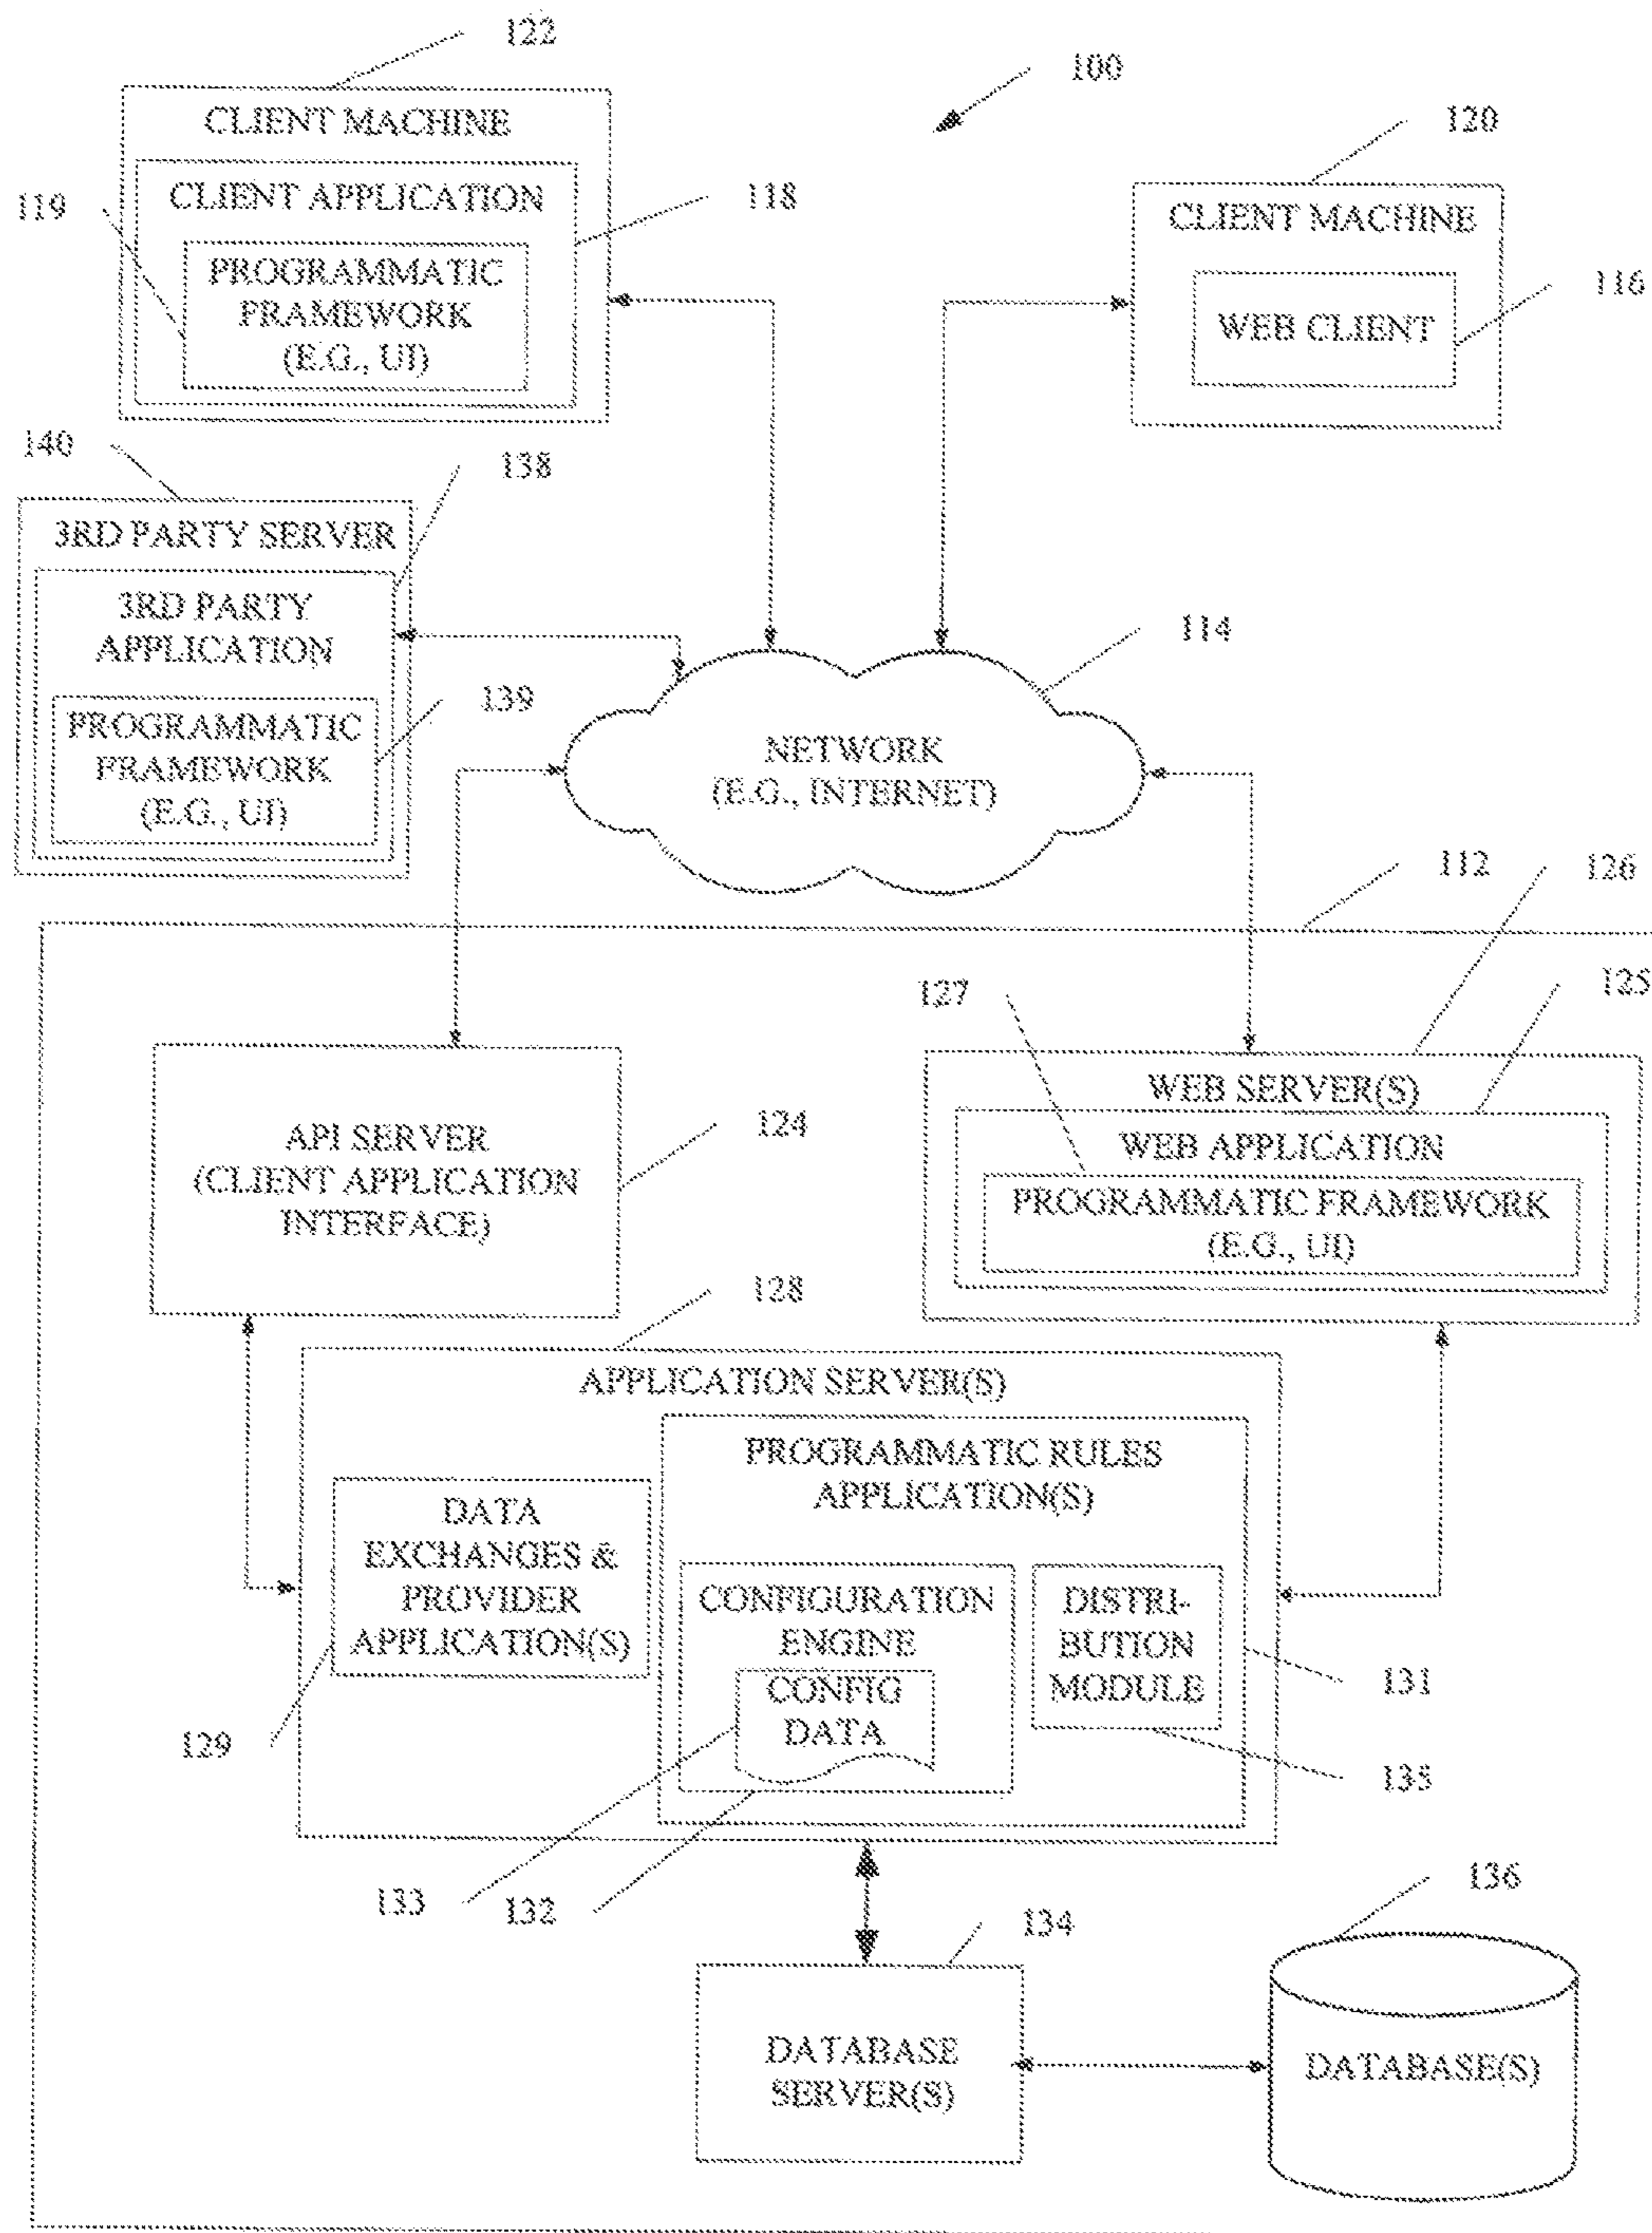 122
100
CLIENT MACHINE
120
CLIENT APPLICATION
118
119
CLIENT MACHINE
PROGRAMMATIC
FRAMEWORK
(E.G., UI)
116
WEB CLIENT
140
138
3RD PARTY SERVER
3RD PARTY
APPLICATION
114
139
PROGRAMMATIC
FRAMEWORK
(E.G., UI)
NETWORK
(E.G., INTERNET)
112
126
127
125
WEB SERVER(S)
API SERVER
(CLIENT APPLICATION
INTERFACE)
124
WEB APPLICATION
PROGRAMMATIC FRAMEWORK
(E.G., UI)
128
APPLICATION SERVER(S)
PROGRAMMATIC RULES
APPLICATION(S)
DATA
EXCHANGES &
PROVIDER
APPLICATION(S)
CONFIGURATION
ENGINE
CONFIG
DATA
DISTRI-
BUTION
MODULE
131
129
135
133
132
134
136
DATABASE
SERVER(S)
DATABASE(S)